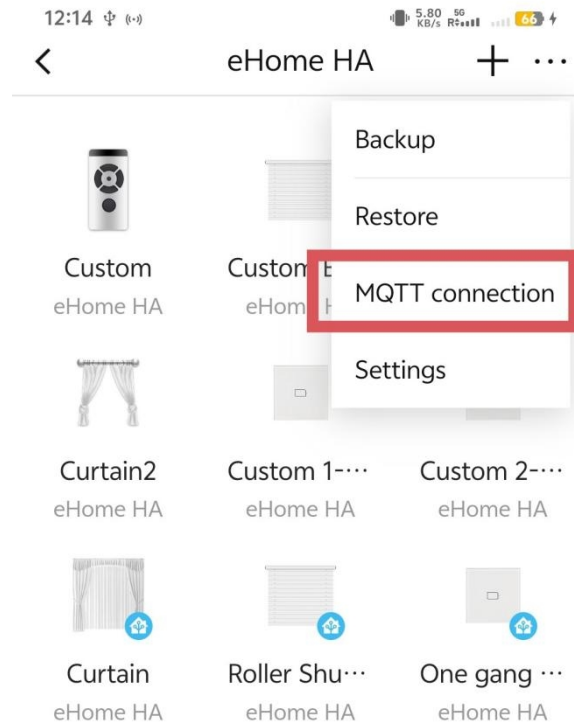 12:14
5.80 KB/s 5G 66
eHome HA
Backup
Restore
MQTT connection
Settings
Custom Custom
eHome HA
Curtain2 Custom 1-··· Custom 2-···
eHome HA eHome HA eHome HA
Curtain Roller Shu··· One gang ···
eHome HA eHome HA eHome HA